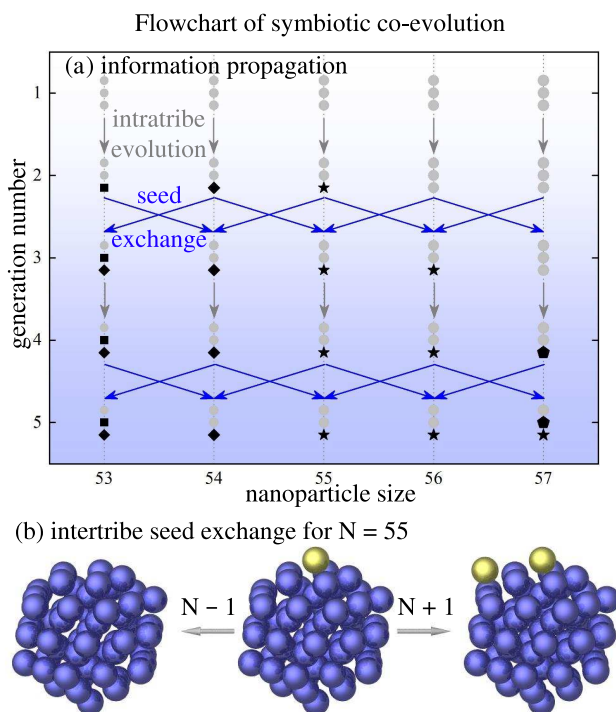 Flowchart of symbiotic co-evolution
(a) information propagation
1
intratribe
evolution
2
seed
exchange
3
4
5
generation number
53 54 55 56 57
nanoparticle size
(b) intertribe seed exchange for N = 55
N − 1 N + 1